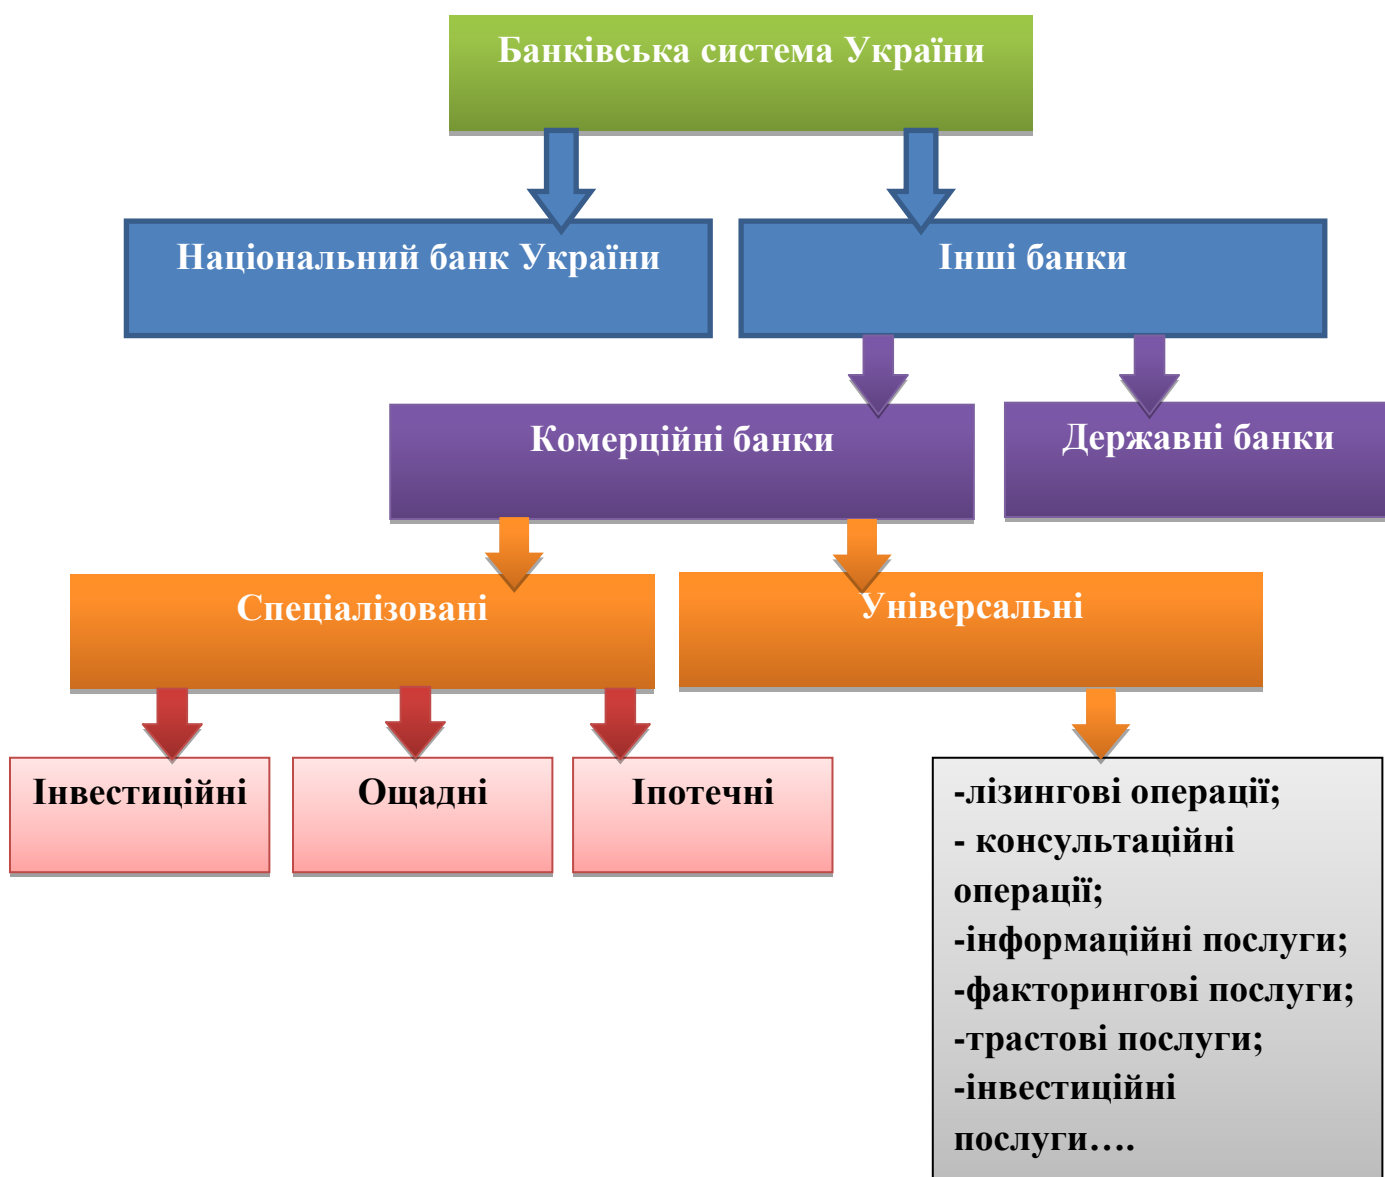 Банківська система України
Національний банк України
Інші банки
Комерційні банки
Державні банки
Спеціалізовані
Універсальні
Інвестиційні
Ощадні
Іпотечні
-лізингові операції;
- консультаційні
операції;
-інформаційні послуги;
-факторингові послуги;
-трастові послуги;
-інвестиційні
послуги….